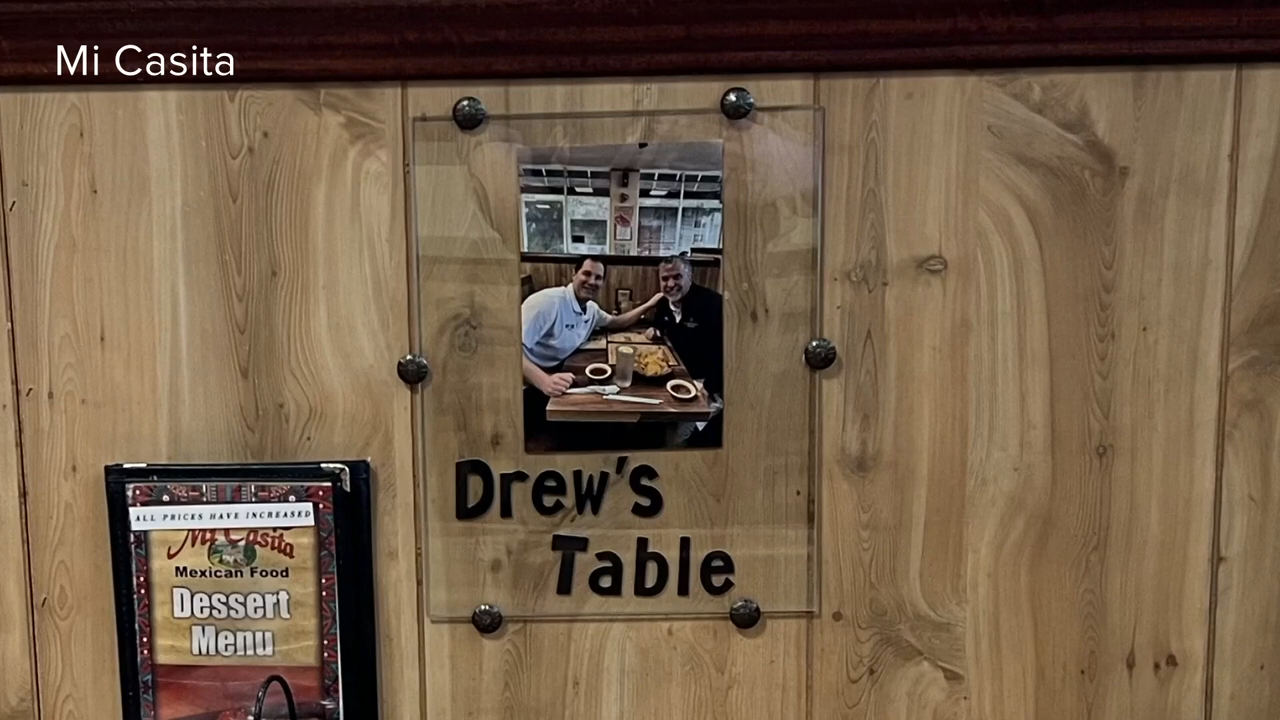 Mi Casita
Drew's
Table
ALL PRICES HAVE INCREASED
Mi Casita
Mexican Food
Dessert
Menu